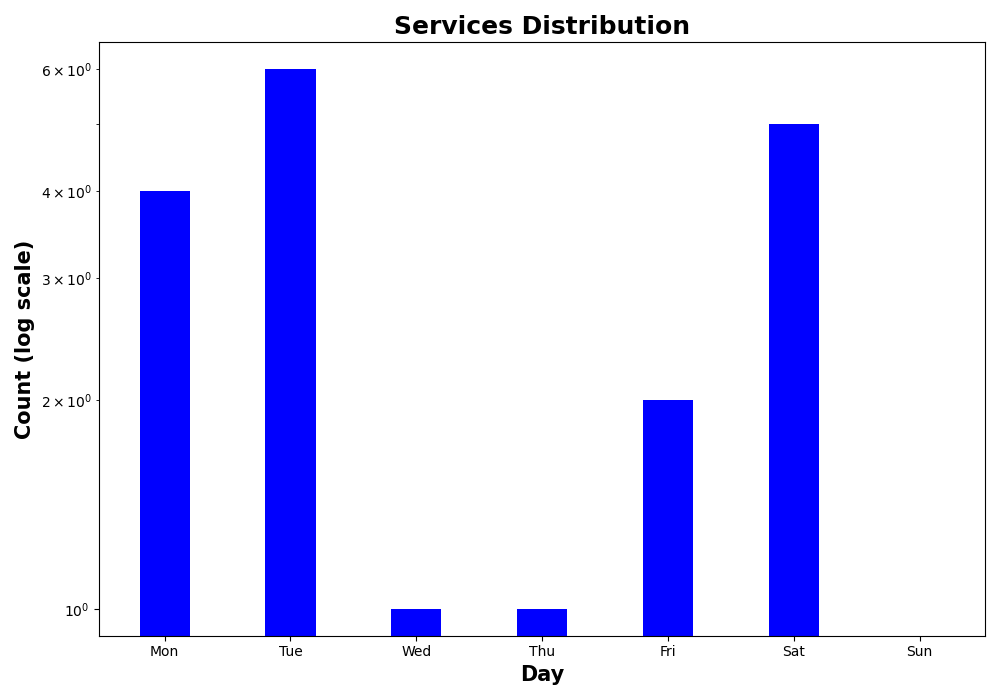 Services Distribution
6 × 10⁰
4 × 10⁰
3 × 10⁰
2 × 10⁰
10⁰
Count (log scale)
Mon Tue Wed Thu Fri Sat Sun
Day